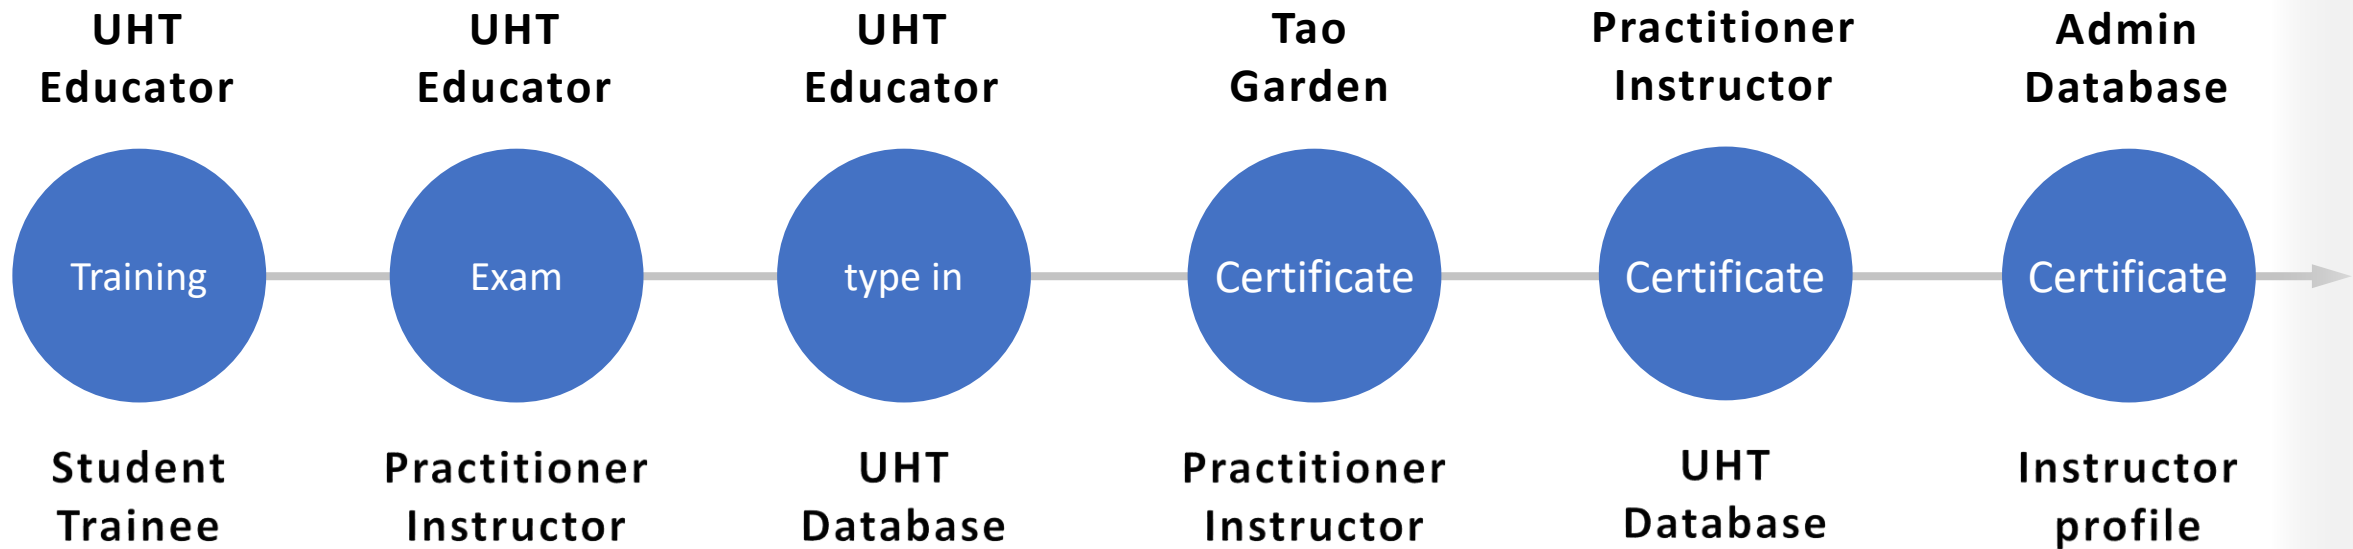 UHT
Educator
UHT
Educator
UHT
Educator
Tao
Garden
Practitioner
Instructor
Admin
Database
Training
Exam
type in
Certificate
Certificate
Certificate
Student
Trainee
Practitioner
Instructor
UHT
Database
Practitioner
Instructor
UHT
Database
Instructor
profile